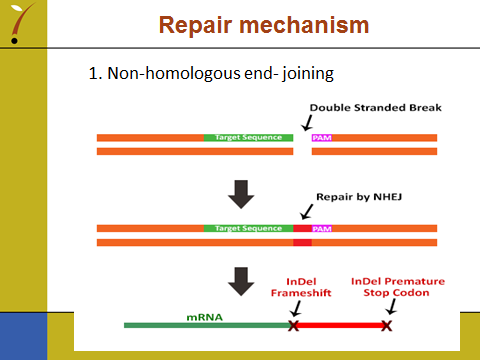 Repair mechanism
1. Non-homologous end- joining
Double Stranded Break
Target Sequence PAM
Repair by NHEJ
Target Sequence PAM
InDel
Frameshift
InDel Premature
Stop Codon
mRNA
X X